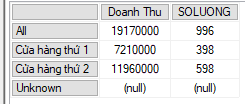 Doanh Thu SOLUONG
All 19170000 996
Cửa hàng thứ 1 7210000 398
Cửa hàng thứ 2 11960000 598
Unknown (null) (null)